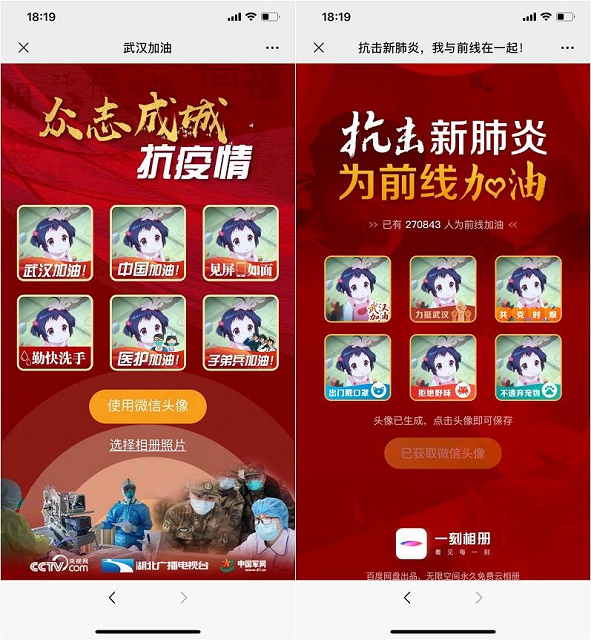 18:19
武汉加油
众志成城
抗疫情
武汉加油!
中国加油!
见屏如面
勤快洗手
医护加油!
子弟兵加油!
使用微信头像
选择相册照片
CCTV.com 央视网
湖北广播电视台
中国军网
18:19
抗击新肺炎，我与前线在一起!
抗击新肺炎
为前线加油
已有 270843 人为前线加油
武汉加油
力挺武汉
共克时艰
出门戴口罩
拒绝野味
不遗弃宠物
头像已生成，点击头像即可保存
已获取微信头像
一刻相册
看见每一刻
百度网盘出品，无限空间永久免费云相册